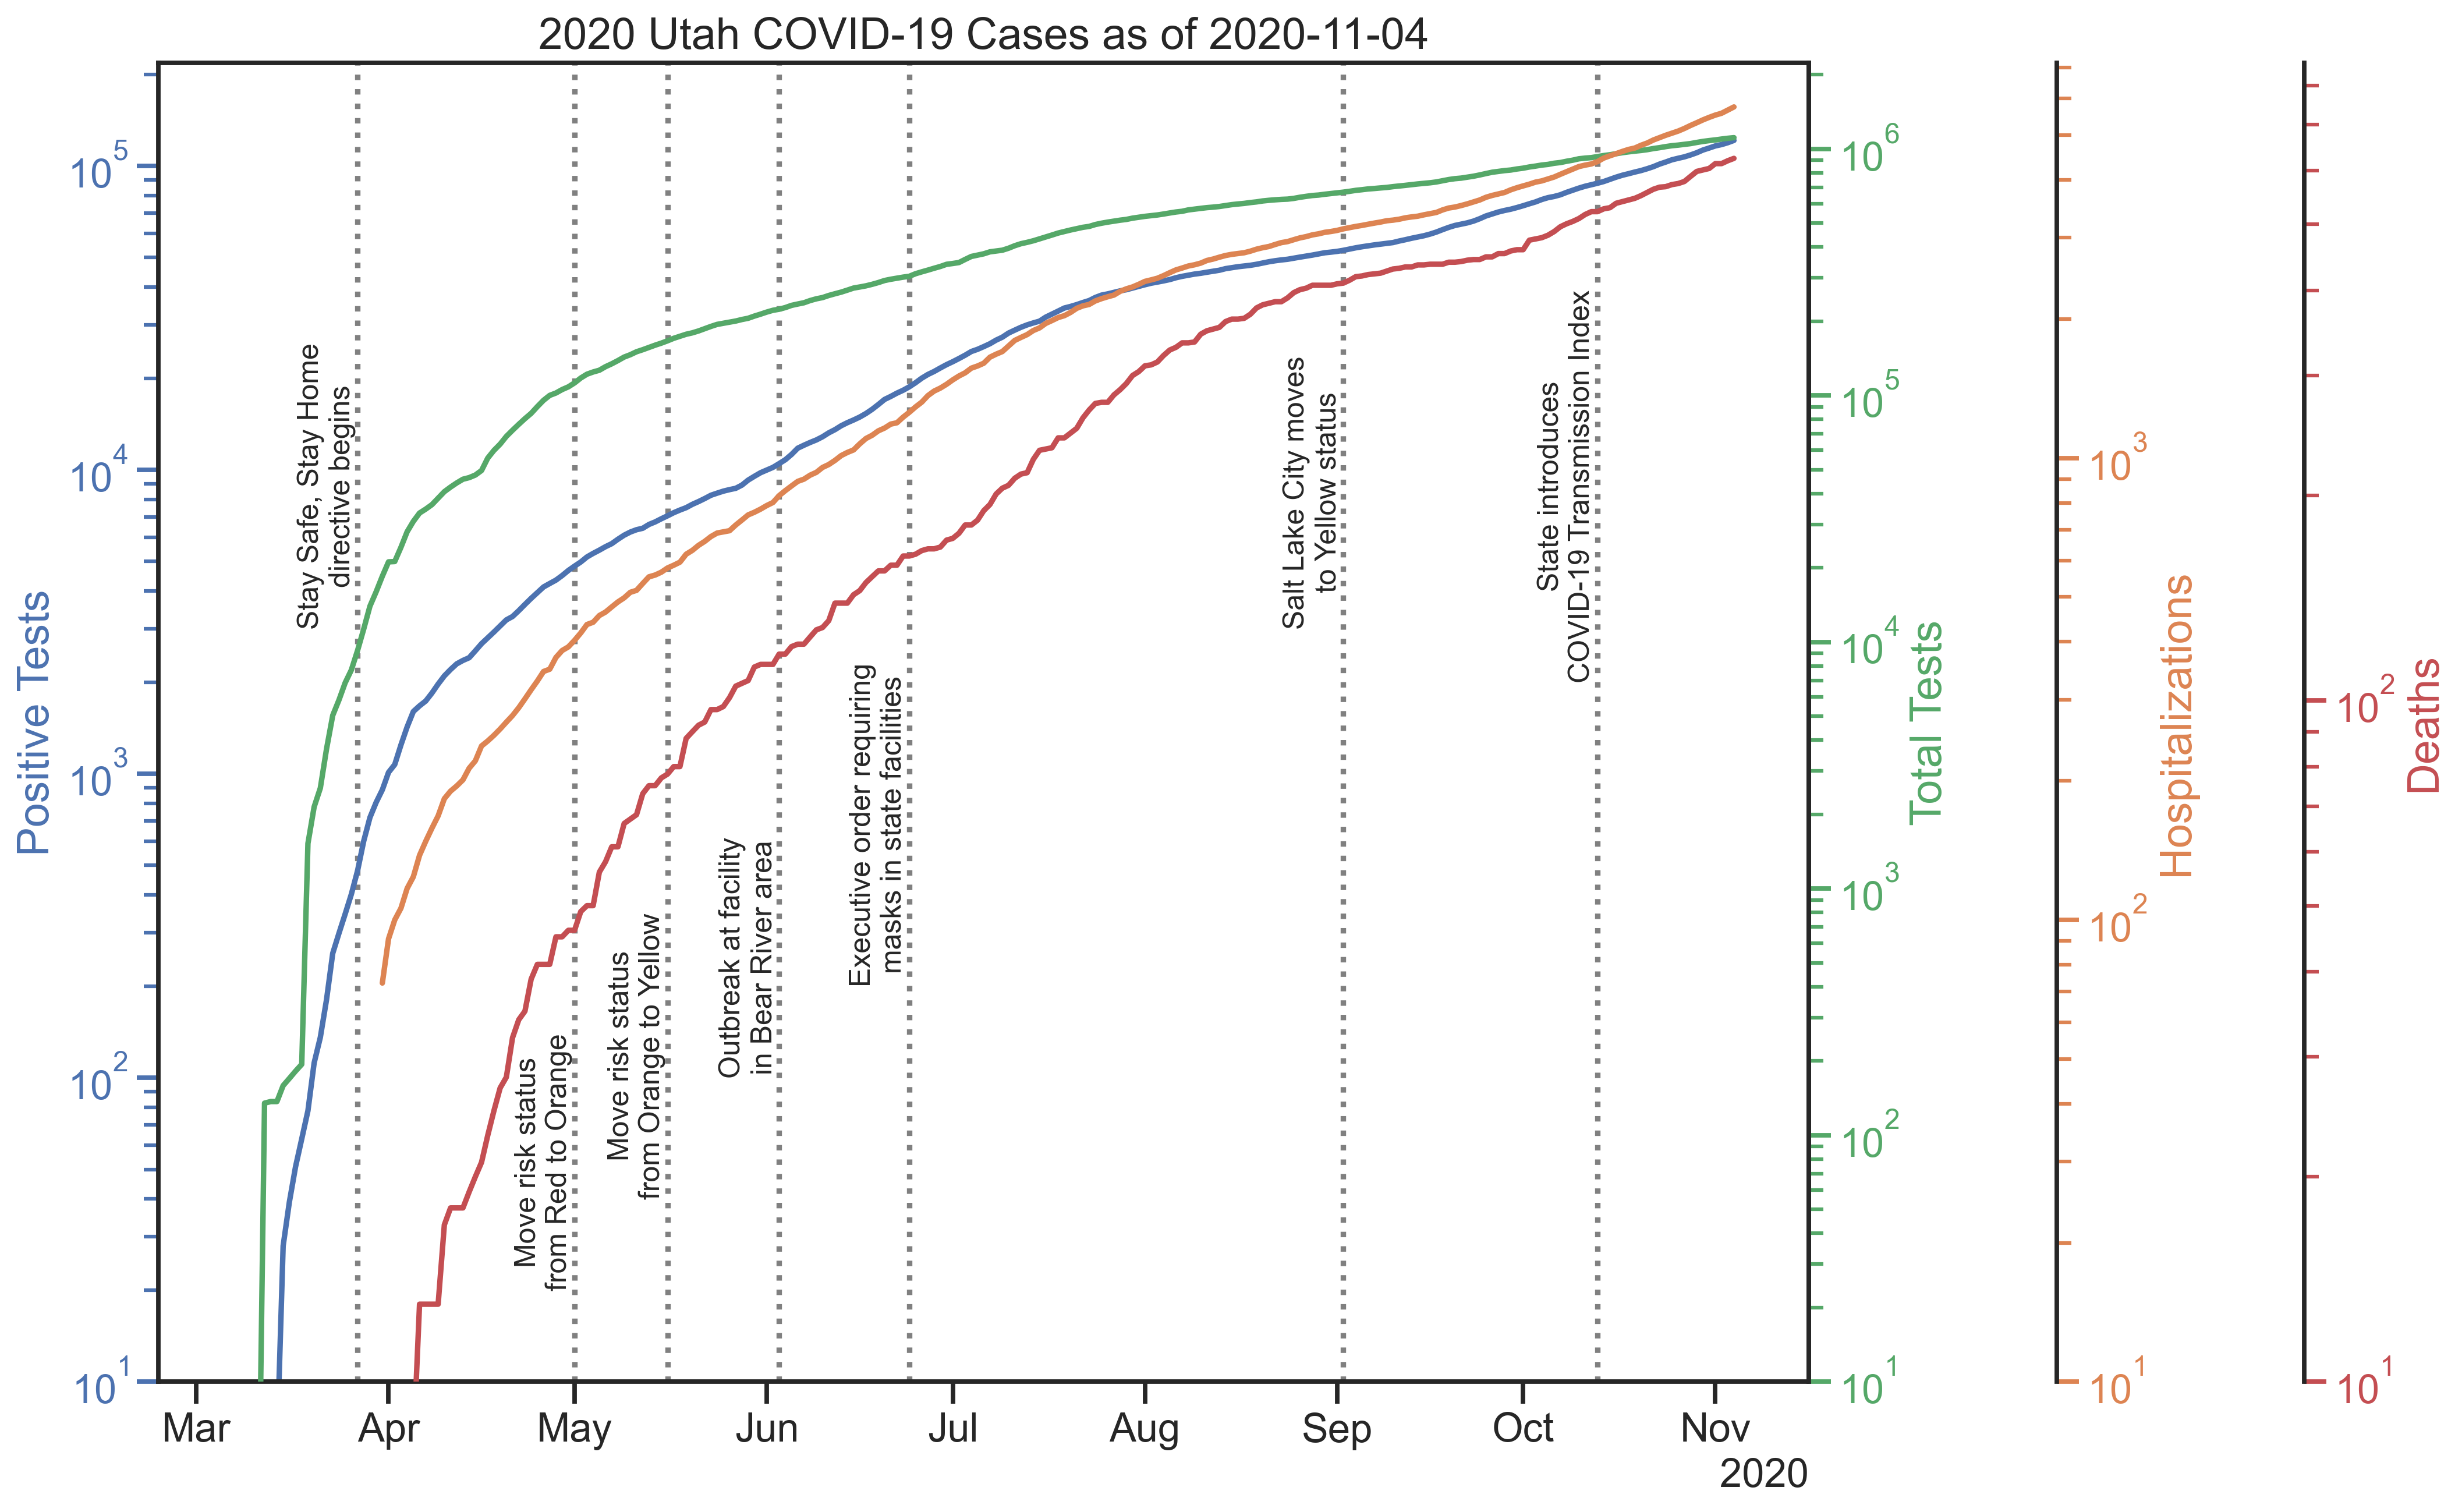 2020 Utah COVID-19 Cases as of 2020-11-04
Positive Tests
10^5
10^4
10^3
10^2
10^1
Stay Safe, Stay Home
directive begins
Move risk status
from Red to Orange
Move risk status
from Orange to Yellow
Outbreak at facility
in Bear River area
Executive order requiring
masks in state facilities
Salt Lake City moves
to Yellow status
State introduces
COVID-19 Transmission Index
10^6
10^5
10^4
10^3
10^2
10^1
Total Tests
10^3
10^2
10^1
Hospitalizations
10^2
10^1
Deaths
Mar Apr May Jun Jul Aug Sep Oct Nov
2020